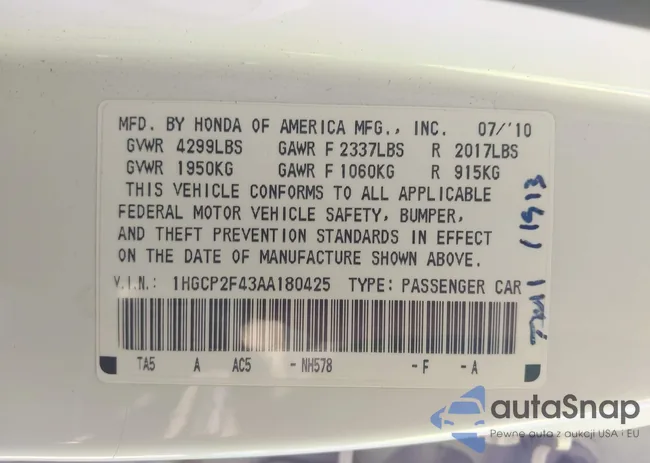 MFD. BY HONDA OF AMERICA MFG., INC. 07/'10
GVWR 4299LBS GAWR F 2337LBS R 2017LBS
GVWR 1950KG GAWR F 1060KG R 915KG
THIS VEHICLE CONFORMS TO ALL APPLICABLE
FEDERAL MOTOR VEHICLE SAFETY, BUMPER,
AND THEFT PREVENTION STANDARDS IN EFFECT
ON THE DATE OF MANUFACTURE SHOWN ABOVE.
V.I.N.: 1HGCP2F43AA180425 TYPE: PASSENGER CAR
TA5 A AC5 -NH578 -F -A
autaSnap
Pewne auta z aukcji USA i EU